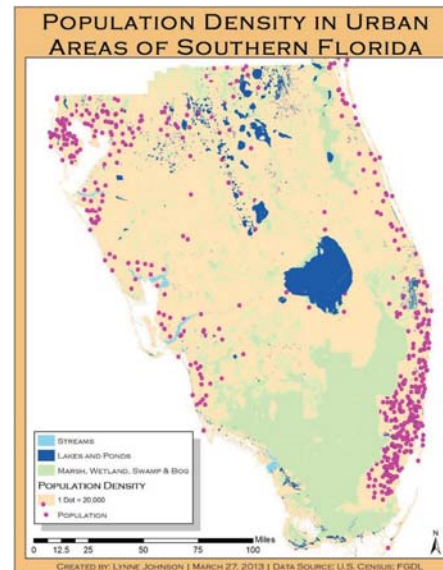 POPULATION DENSITY IN URBAN
AREAS OF SOUTHERN FLORIDA
STREAMS
LAKES AND PONDS
MARSH, WETLAND, SWAMP & BOG
POPULATION DENSITY
1 DOT = 20,000
POPULATION
Miles
0 12.5 25 50 75 100
N
CREATED BY: LYNNE JOHNSON | MARCH 27, 2013 | DATA SOURCE: U.S. CENSUS; FGDL